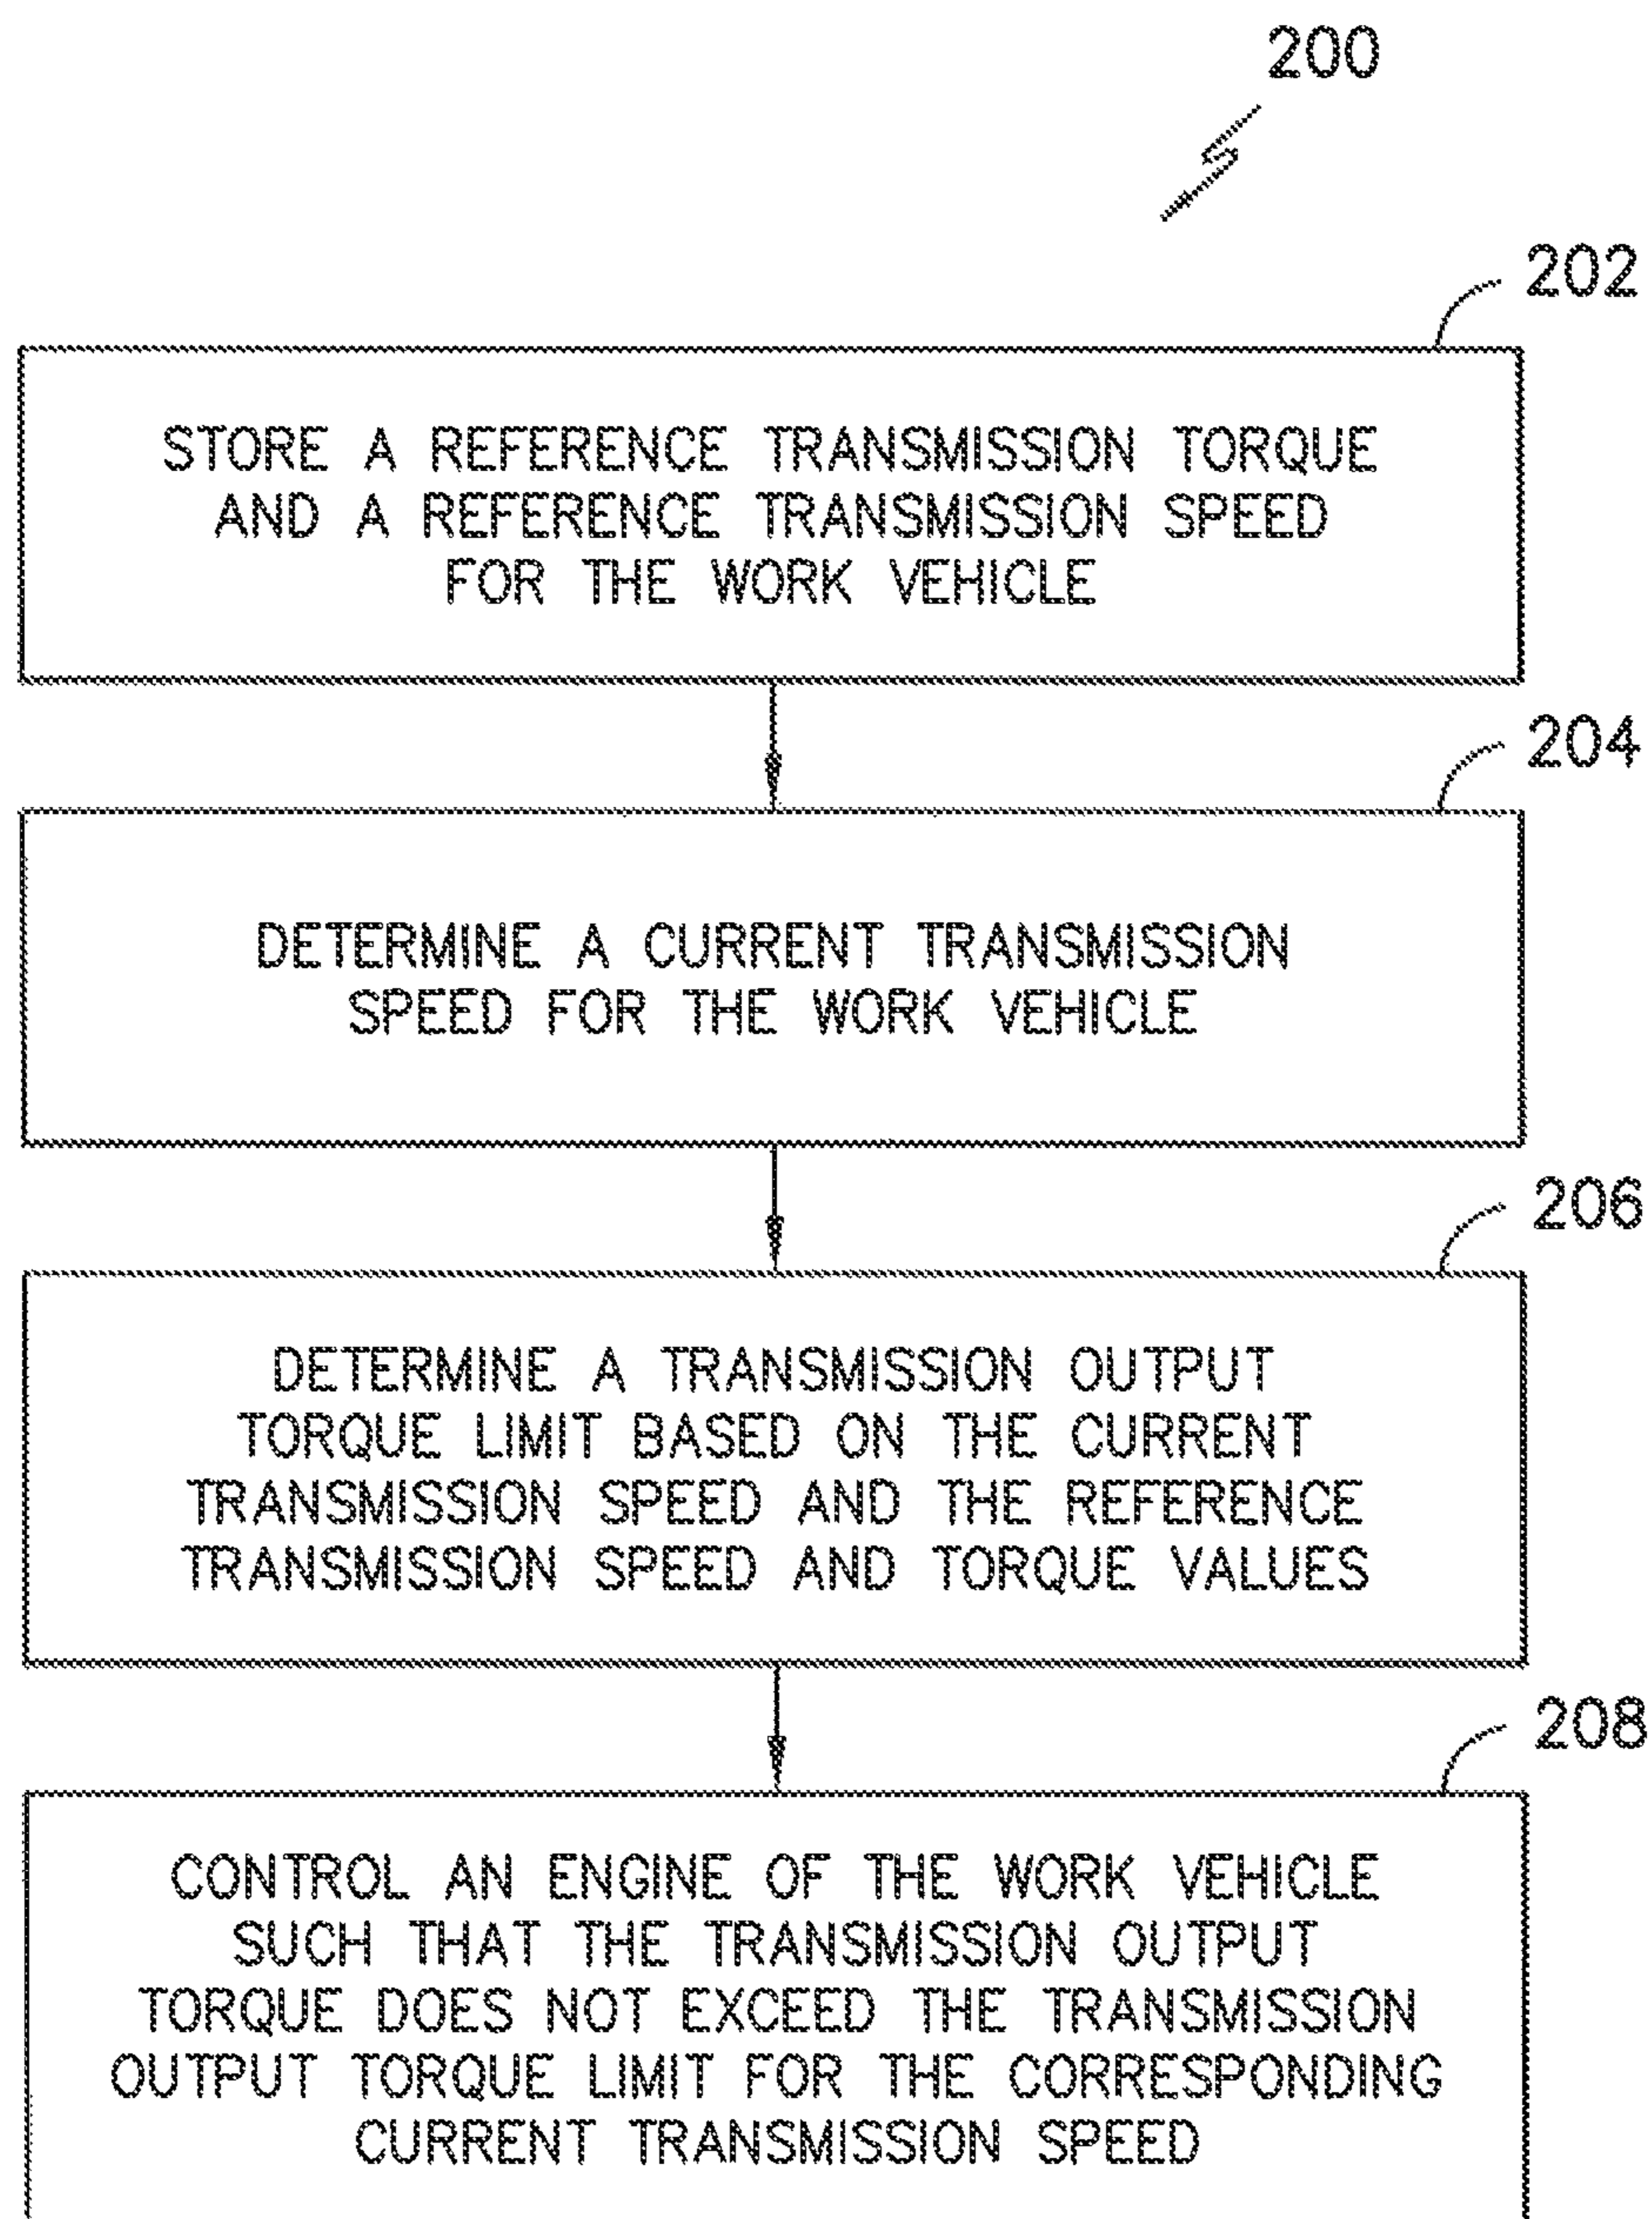 200
202
STORE A REFERENCE TRANSMISSION TORQUE
AND A REFERENCE TRANSMISSION SPEED
FOR THE WORK VEHICLE
204
DETERMINE A CURRENT TRANSMISSION
SPEED FOR THE WORK VEHICLE
206
DETERMINE A TRANSMISSION OUTPUT
TORQUE LIMIT BASED ON THE CURRENT
TRANSMISSION SPEED AND THE REFERENCE
TRANSMISSION SPEED AND TORQUE VALUES
208
CONTROL AN ENGINE OF THE WORK VEHICLE
SUCH THAT THE TRANSMISSION OUTPUT
TORQUE DOES NOT EXCEED THE TRANSMISSION
OUTPUT TORQUE LIMIT FOR THE CORRESPONDING
CURRENT TRANSMISSION SPEED